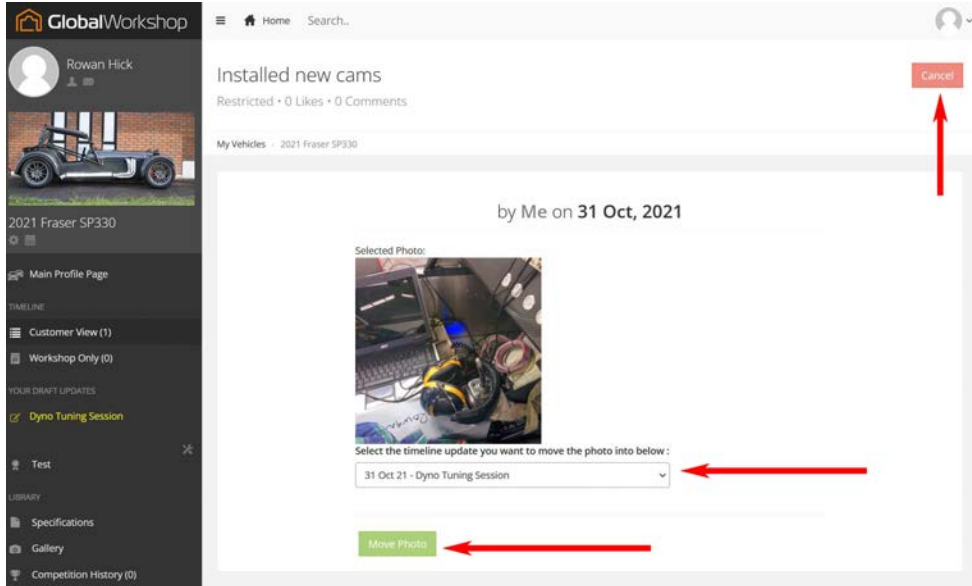 GlobalWorkshop
Home Search..
Rowan Hick
2021 Fraser SP330
Main Profile Page
TIMELINE
Customer View (1)
Workshop Only (0)
YOUR DRAFT UPDATES
Dyno Tuning Session
Test
LIBRARY
Specifications
Gallery
Competition History (0)
Installed new cams
Cancel
Restricted • 0 Likes • 0 Comments
My Vehicles - 2021 Fraser SP330
by Me on 31 Oct, 2021
Selected Photo:
Select the timeline update you want to move the photo into below :
31 Oct 21 - Dyno Tuning Session
Move Photo